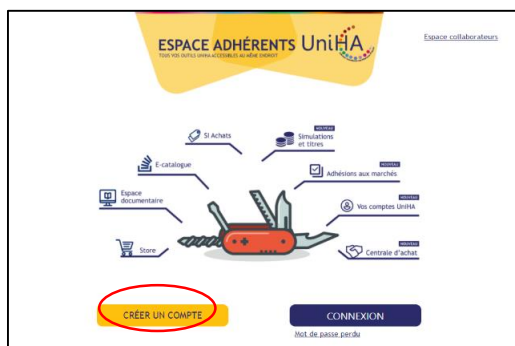 ESPACE ADHÉRENTS UniHA
TOUS VOS OUTILS UNIHA ACCESSIBLES AU MÊME ENDROIT
Espace collaborateurs
SI Achats
NOUVEAU
Simulations
et titres
E-catalogue
NOUVEAU
Adhésions aux marchés
Espace
documentaire
NOUVEAU
Vos comptes UniHA
Store
NOUVEAU
Centrale d'achat
CRÉER UN COMPTE
CONNEXION
Mot de passe perdu